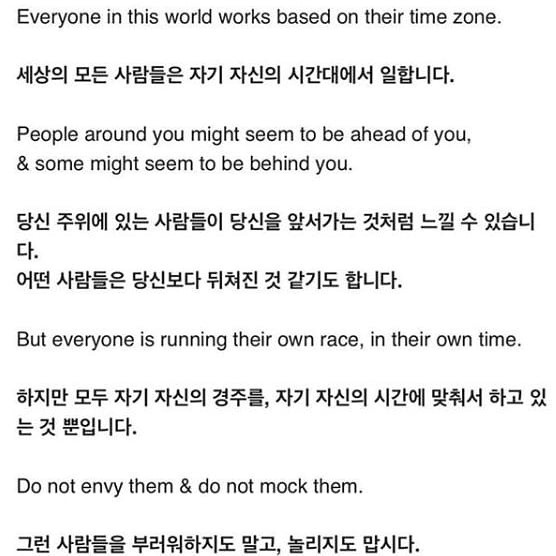 Everyone in this world works based on their time zone.
세상의 모든 사람들은 자기 자신의 시간대에서 일합니다.
People around you might seem to be ahead of you,
& some might seem to be behind you.
당신 주위에 있는 사람들이 당신을 앞서가는 것처럼 느낄 수 있습니
다.
어떤 사람들은 당신보다 뒤쳐진 것 같기도 합니다.
But everyone is running their own race, in their own time.
하지만 모두 자기 자신의 경주를, 자기 자신의 시간에 맞춰서 하고 있
는 것 뿐입니다.
Do not envy them & do not mock them.
그런 사람들을 부러워하지도 말고, 놀리지도 맙시다.